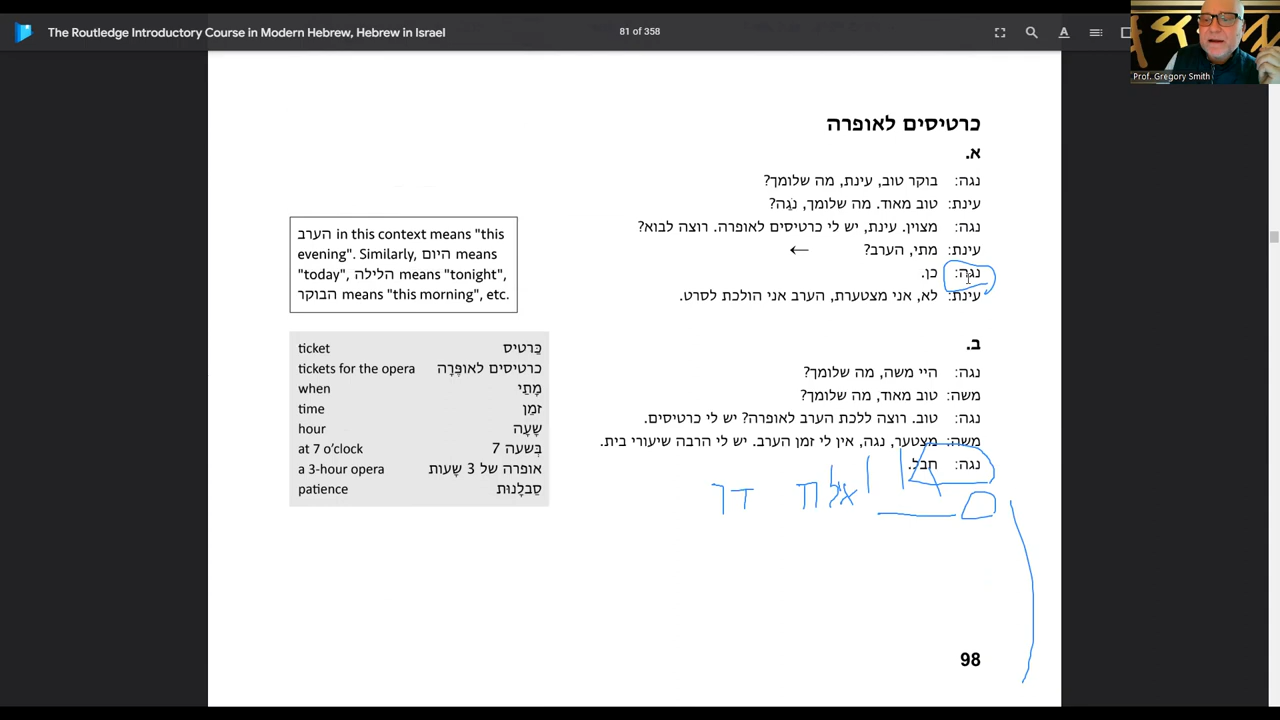 The Routledge Introductory Course in Modern Hebrew, Hebrew in Israel
81 of 358
Prof. Gregory Smith
כרטיסים לאופרה
א.
נגה: בוקר טוב, עינת, מה שלומך?
עינת: טוב מאוד. מה שלומך, נֹגָה?
נגה: מצוין. עינת, יש לי כרטיסים לאופרה. רוצה לבוא?
עינת: מתי, הערב? ←
נגה: כן.
עינת: לא, אני מצטערת, הערב אני הולכת לסרט.
הערב in this context means "this
evening". Similarly, היום means
"today", הלילה means "tonight",
הבוקר means "this morning", etc.
ב.
נגה: היי משה, מה שלומך?
משה: טוב מאוד, מה שלומך?
נגה: טוב. רוצה ללכת הערב לאופרה? יש לי כרטיסים.
משה: מצטער, נגה, אין לי זמן הערב. יש לי הרבה שיעורי בית.
נגה: חבל.
ticket כַּרטיס
tickets for the opera כרטיסים לאופֶּרָה
when מָתַי
time זמַן
hour שָעָה
at 7 o'clock בְּשעה 7
a 3-hour opera אופרה של 3 שָעות
patience סַבלָנוּת
98